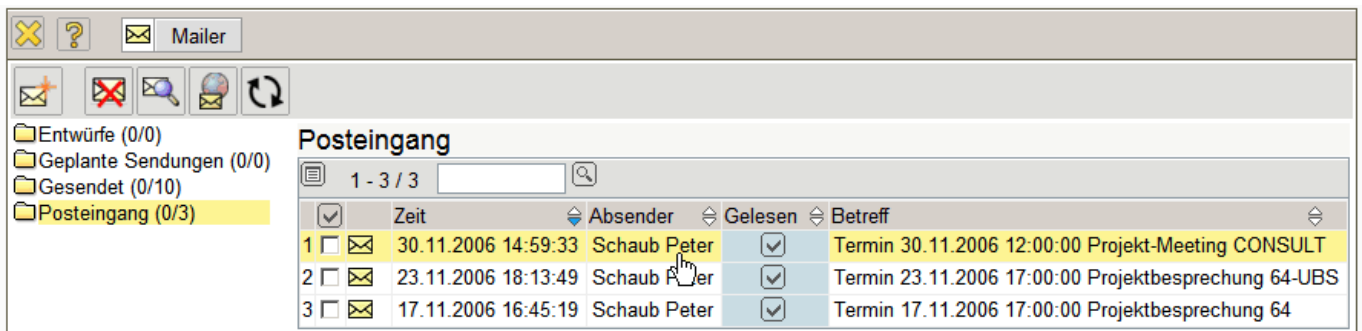 Mailer
Entwürfe (0/0)
Geplante Sendungen (0/0)
Gesendet (0/10)
Posteingang (0/3)
Posteingang
1 - 3 / 3
Zeit Absender Gelesen Betreff
1 30.11.2006 14:59:33 Schaub Peter Termin 30.11.2006 12:00:00 Projekt-Meeting CONSULT
2 23.11.2006 18:13:49 Schaub Peter Termin 23.11.2006 17:00:00 Projektbesprechung 64-UBS
3 17.11.2006 16:45:19 Schaub Peter Termin 17.11.2006 17:00:00 Projektbesprechung 64